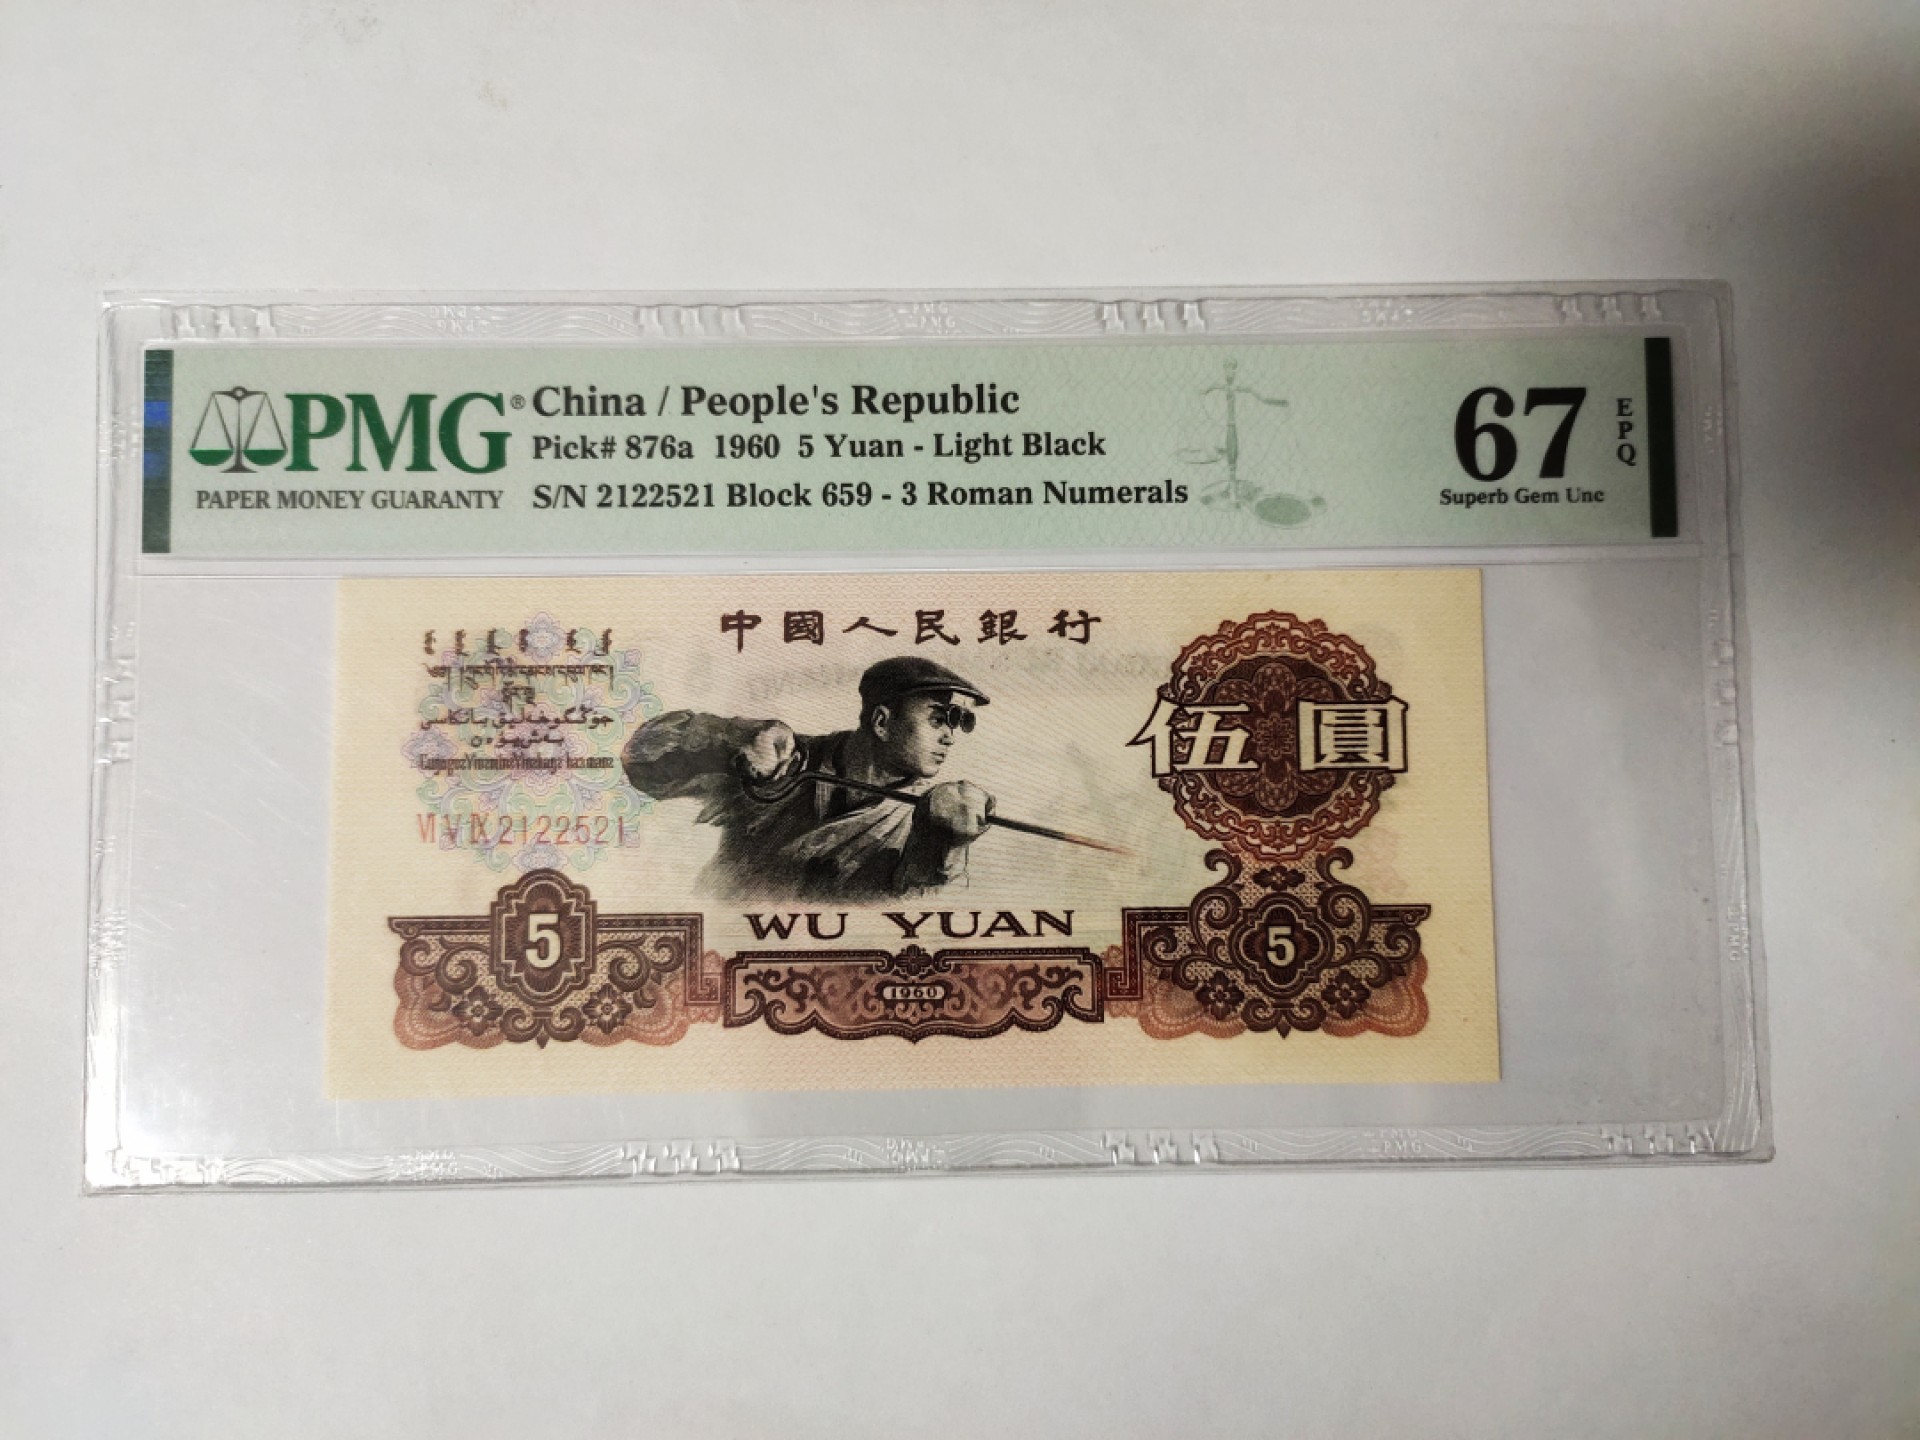 PMG®
PAPER MONEY GUARANTY
China / People's Republic
Pick# 876a 1960 5 Yuan - Light Black
S/N 2122521 Block 659 - 3 Roman Numerals
67
EPQ
Superb Gem Unc
中國人民銀行
伍圓
VI V IX 2122521
WU YUAN
5
1960
5